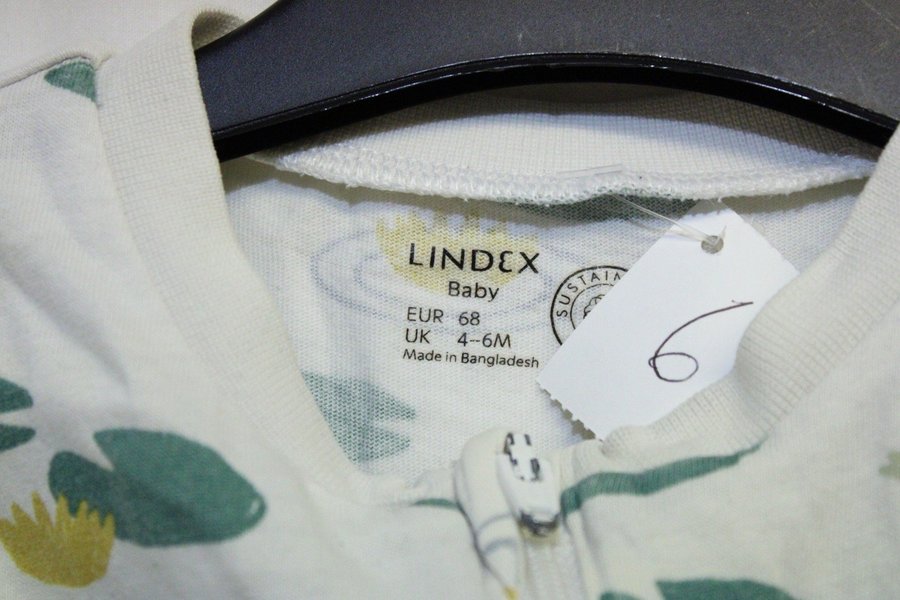 LINDEX
Baby
EUR 68
UK 4-6M
Made in Bangladesh
6